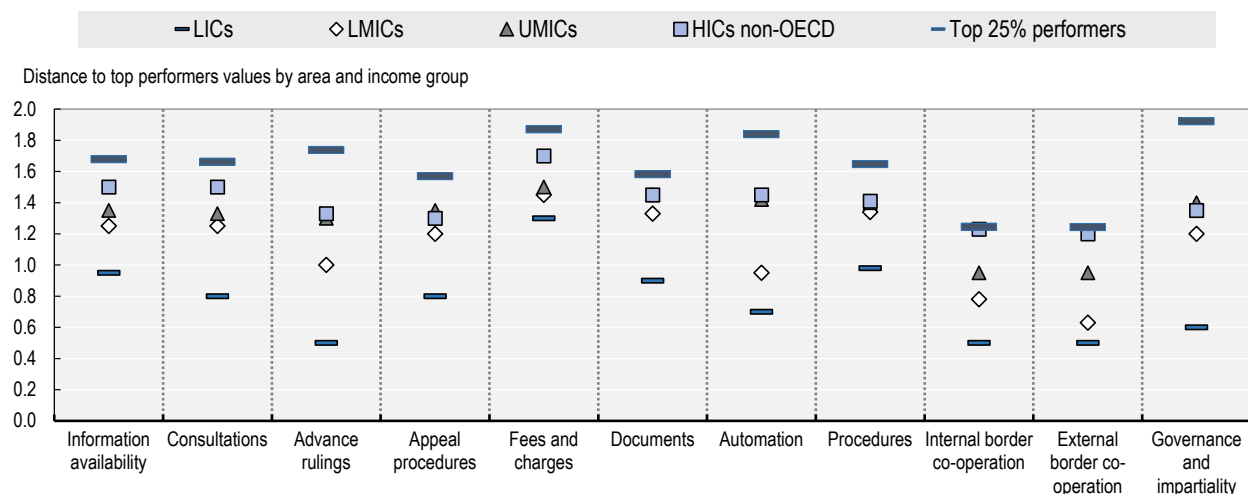 LICs LMICs UMICs HICs non-OECD Top 25% performers
Distance to top performers values by area and income group
2.0
1.8
1.6
1.4
1.2
1.0
0.8
0.6
0.4
0.2
0.0
Information availability
Consultations
Advance rulings
Appeal procedures
Fees and charges
Documents
Automation
Procedures
Internal border co-operation
External border co-operation
Governance and impartiality